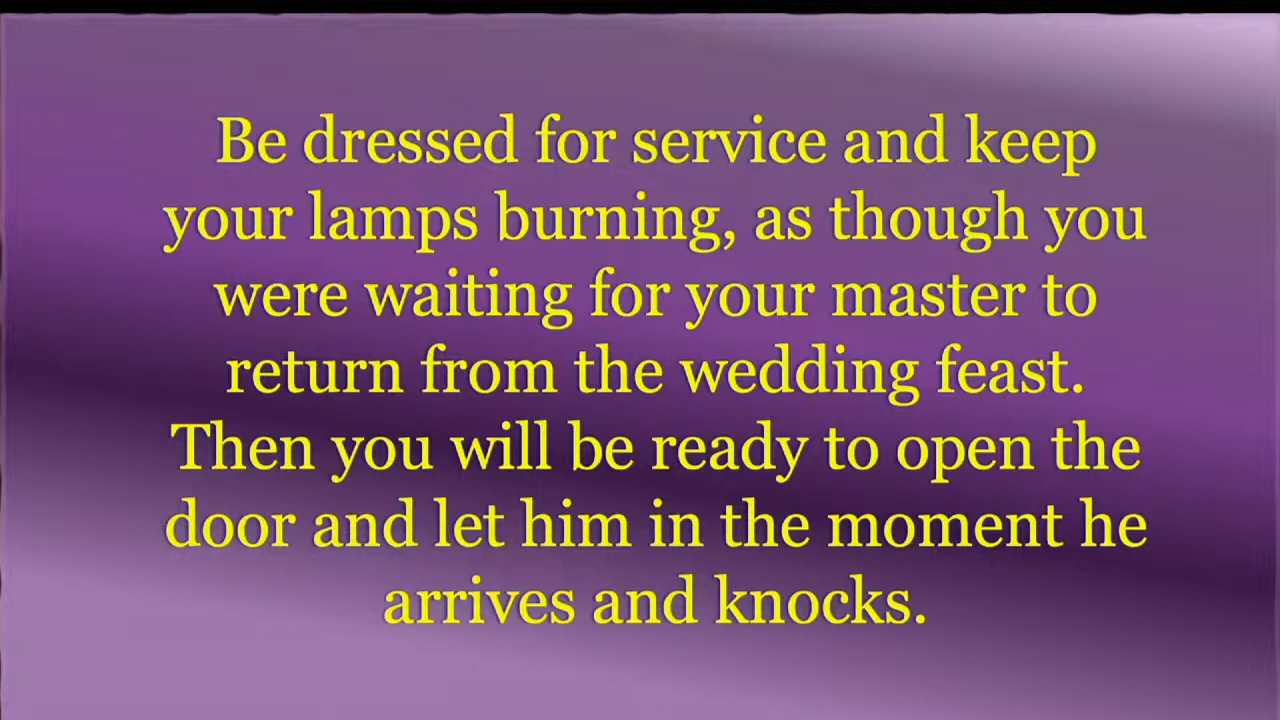 Be dressed for service and keep
your lamps burning, as though you
were waiting for your master to
return from the wedding feast.
Then you will be ready to open the
door and let him in the moment he
arrives and knocks.